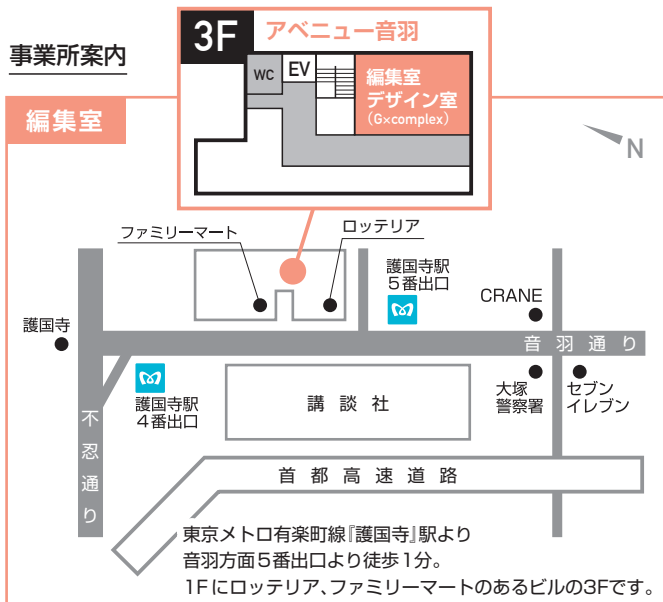 事業所案内
3F
アベニュー音羽
WC
EV
編集室
デザイン室
(G×complex)
編集室
N
ファミリーマート
ロッテリア
護国寺駅
5番出口
CRANE
護国寺
音羽通り
護国寺駅
4番出口
講談社
大塚
警察署
セブン
イレブン
不忍通り
首都高速道路
東京メトロ有楽町線『護国寺』駅より
音羽方面5番出口より徒歩1分。
1Fにロッテリア、ファミリーマートのあるビルの3Fです。